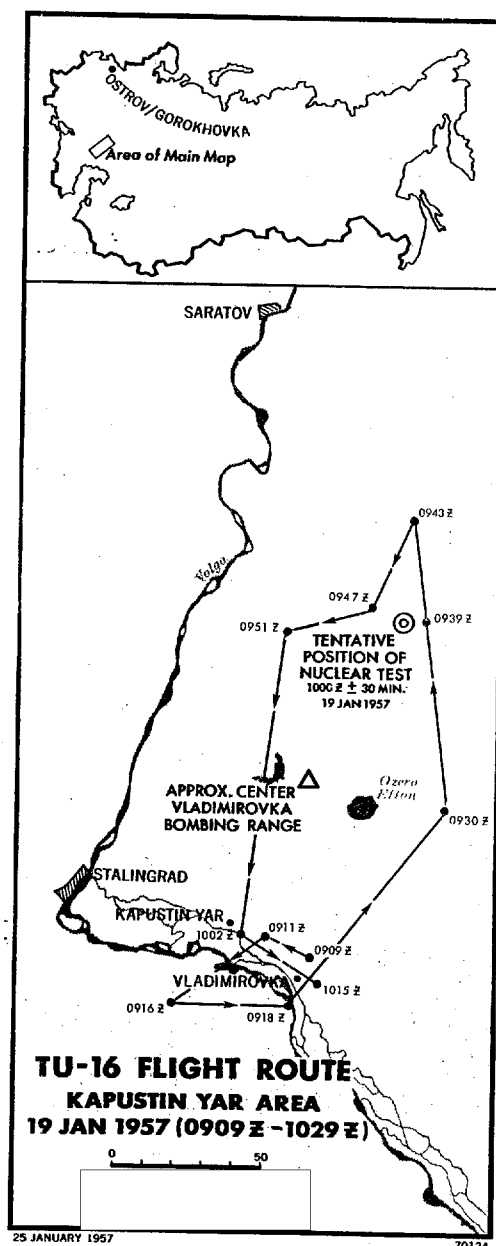 OSTROV/GOROKHOVKA
Area of Main Map
SARATOV
Volga
0943 Z
0947 Z
0939 Z
0951 Z
TENTATIVE
POSITION OF
NUCLEAR TEST
1000 Z ± 30 MIN.
19 JAN 1957
APPROX. CENTER
VLADIMIROVKA
BOMBING RANGE
Ozero
Elton
0930 Z
STALINGRAD
KAPUSTIN YAR
1002 Z
0911 Z
0909 Z
VLADIMIROVKA
1015 Z
0916 Z
0918 Z
TU-16 FLIGHT ROUTE
KAPUSTIN YAR AREA
19 JAN 1957 (0909 Z -1029 Z)
0 50
25 JANUARY 1957